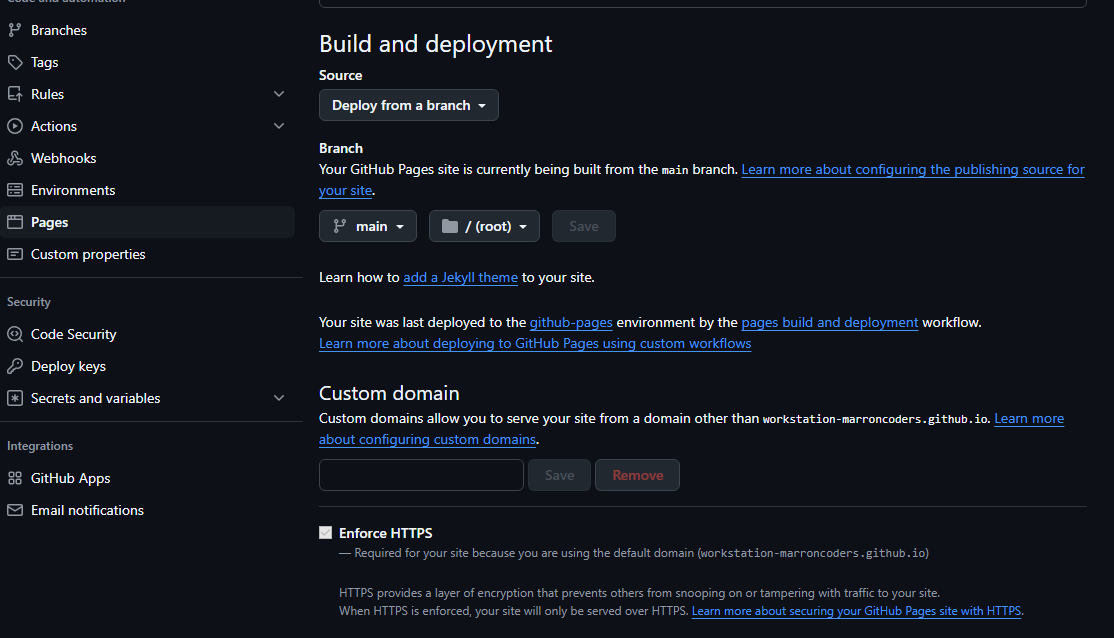 Code and automation
Branches
Tags
Rules
Actions
Webhooks
Environments
Pages
Custom properties
Security
Code Security
Deploy keys
Secrets and variables
Integrations
GitHub Apps
Email notifications
Build and deployment
Source
Deploy from a branch
Branch
Your GitHub Pages site is currently being built from the main branch. Learn more about configuring the publishing source for
your site.
main / (root) Save
Learn how to add a Jekyll theme to your site.
Your site was last deployed to the github-pages environment by the pages build and deployment workflow.
Learn more about deploying to GitHub Pages using custom workflows
Custom domain
Custom domains allow you to serve your site from a domain other than workstation-marroncoders.github.io. Learn more
about configuring custom domains.
Save Remove
Enforce HTTPS
— Required for your site because you are using the default domain (workstation-marroncoders.github.io)
HTTPS provides a layer of encryption that prevents others from snooping on or tampering with traffic to your site.
When HTTPS is enforced, your site will only be served over HTTPS. Learn more about securing your GitHub Pages site with HTTPS.